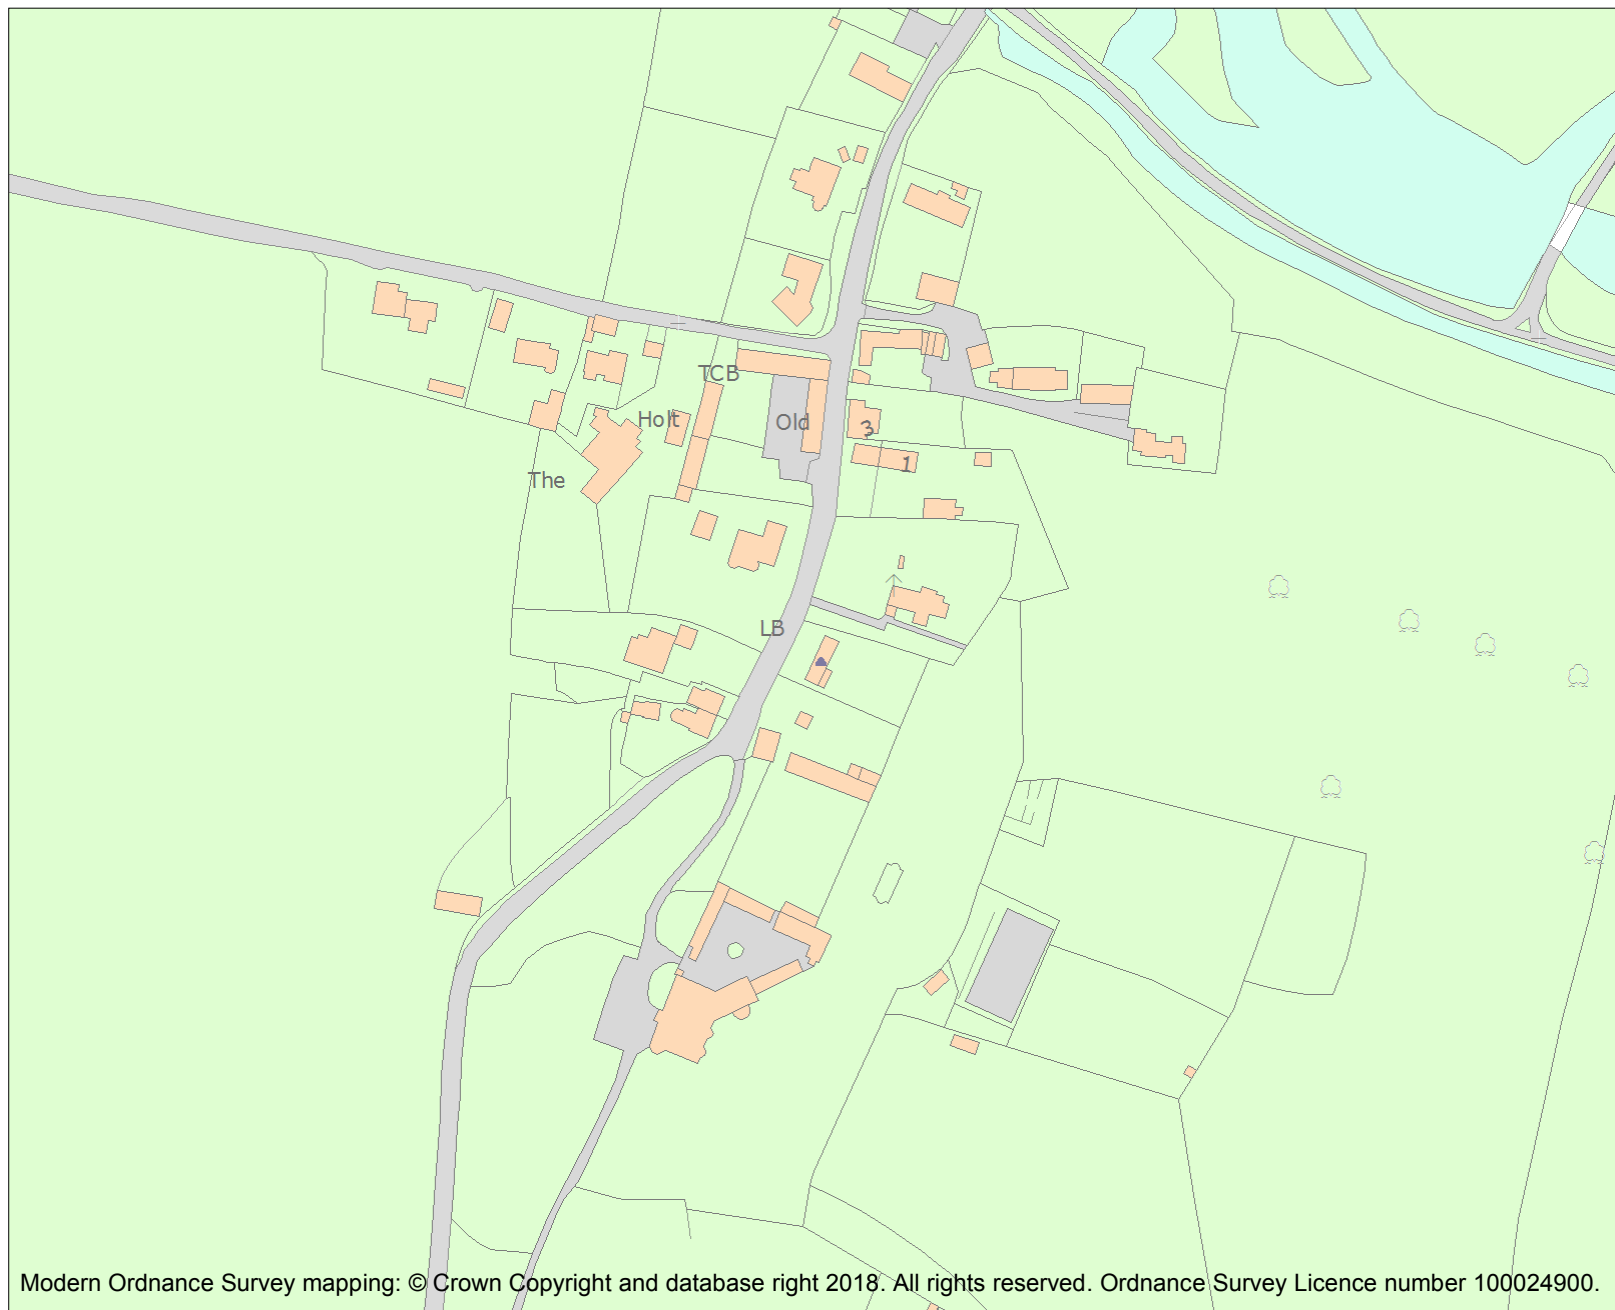 TCB
Holt
Old
3
1
The
LB
Modern Ordnance Survey mapping: © Crown Copyright and database right 2018. All rights reserved. Ordnance Survey Licence number 100024900.